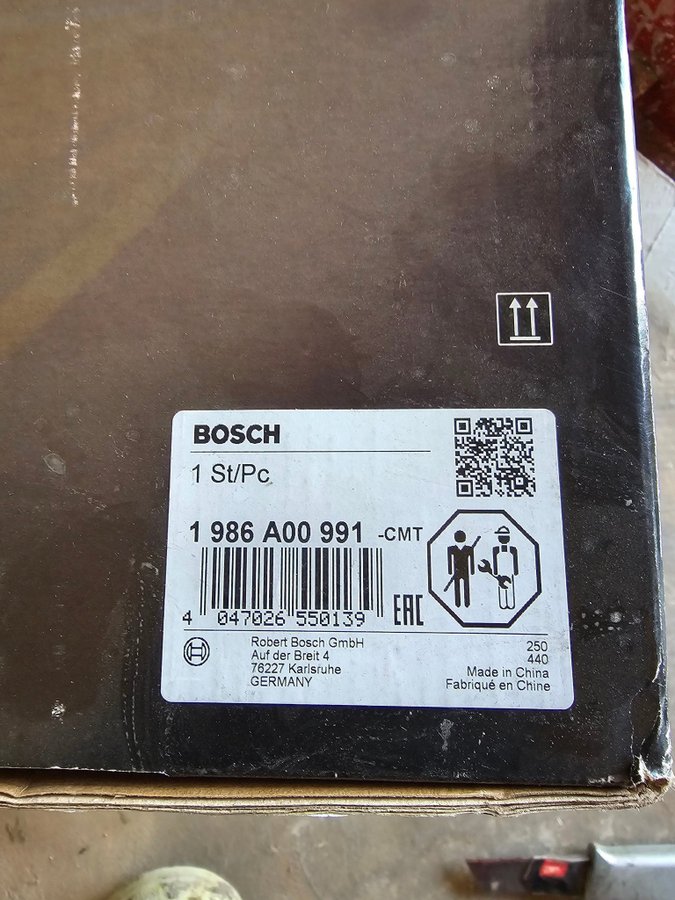 BOSCH
1 St/Pc
1 986 A00 991 -CMT
4 047026 550139
EAC
Robert Bosch GmbH
Auf der Breit 4
76227 Karlsruhe
GERMANY
250
440
Made in China
Fabriqué en Chine